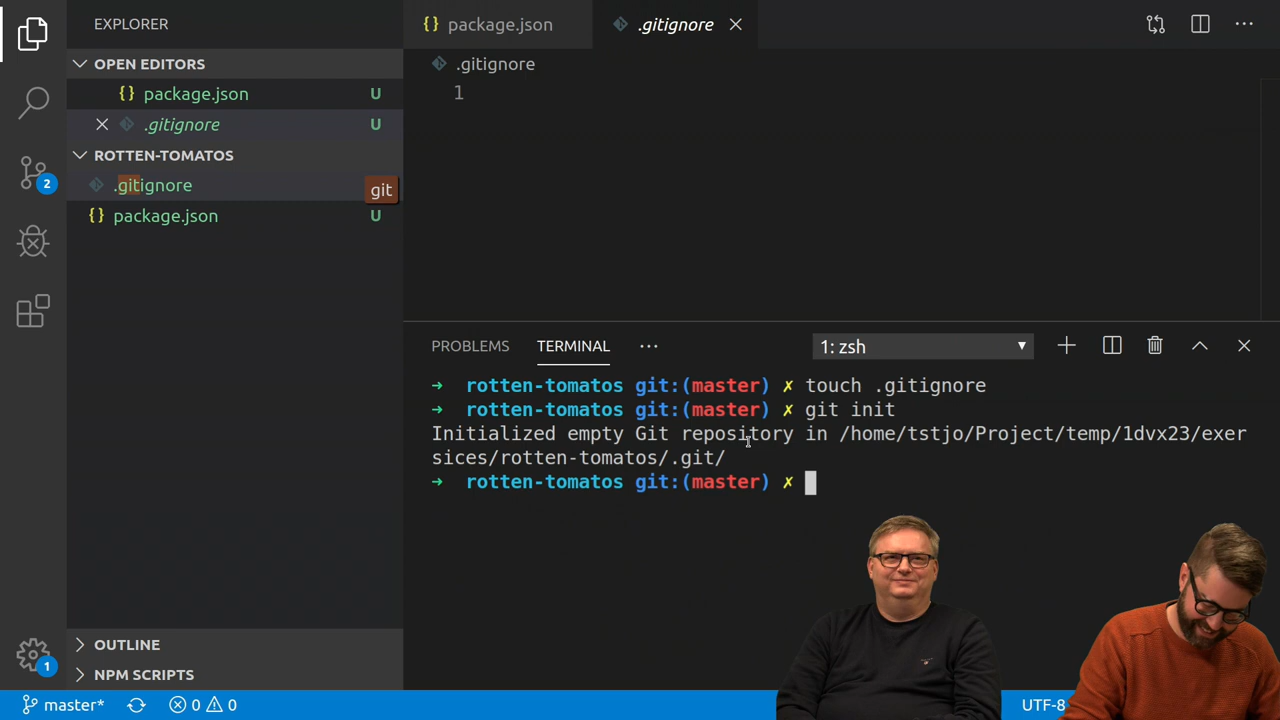 EXPLORER
{} package.json
.gitignore
OPEN EDITORS
{} package.json U
.gitignore U
ROTTEN-TOMATOS
.gitignore
git
{} package.json U
2
.gitignore
1
PROBLEMS TERMINAL ···
1: zsh
➜ rotten-tomatos git:(master) ✗ touch .gitignore
➜ rotten-tomatos git:(master) ✗ git init
Initialized empty Git repository in /home/tstjo/Project/temp/1dvx23/exer
sices/rotten-tomatos/.git/
➜ rotten-tomatos git:(master) ✗
OUTLINE
NPM SCRIPTS
1
master* 0 0
UTF-8